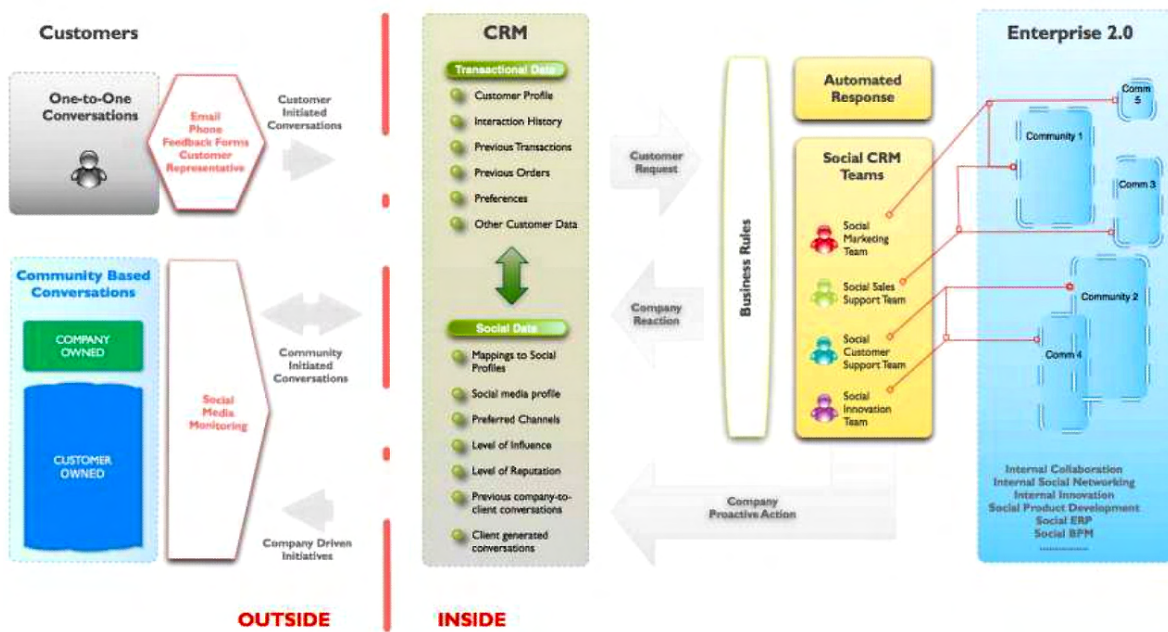 Customers
One-to-One
Conversations
Email
Phone
Feedback Forms
Customer
Representative
Customer
Initiated
Conversations
Community Based
Conversations
COMPANY
OWNED
CUSTOMER
OWNED
Social
Media
Monitoring
Community
Initiated
Conversations
Company Driven
Initiatives
OUTSIDE
INSIDE
CRM
Transactional Data
Customer Profile
Interaction History
Previous Transactions
Previous Orders
Preferences
Other Customer Data
Social Data
Mappings to Social
Profiles
Social media profile
Preferred Channels
Level of Influence
Level of Reputation
Previous company-to-
client conversations
Client generated
conversations
Customer
Request
Company
Reaction
Company
Proactive Action
Business Rules
Automated
Response
Social CRM
Teams
Social
Marketing
Team
Social Sales
Support Team
Social
Customer
Support Team
Social
Innovation
Team
Enterprise 2.0
Comm
5
Community 1
Comm 3
Community 2
Comm 4
Internal Collaboration
Internal Social Networking
Internal Innovation
Social Product Development
Social ERP
Social BPM
..............